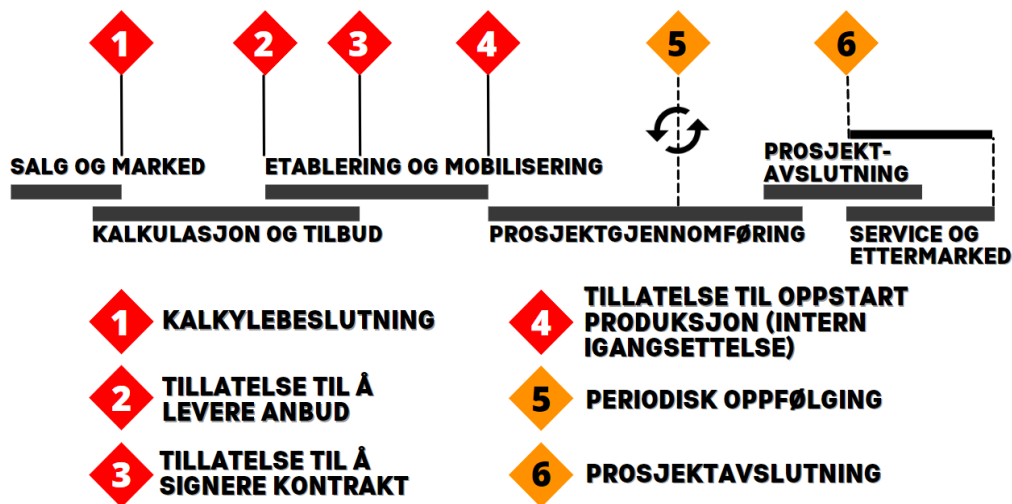 1 2 3 4 5 6
SALG OG MARKED
ETABLERING OG MOBILISERING
PROSJEKT-
AVSLUTNING
KALKULASJON OG TILBUD
PROSJEKTGJENNOMFØRING
SERVICE OG
ETTERMARKED
1 KALKYLEBESLUTNING
2 TILLATELSE TIL Å
LEVERE ANBUD
3 TILLATELSE TIL Å
SIGNERE KONTRAKT
4 TILLATELSE TIL OPPSTART
PRODUKSJON (INTERN
IGANGSETTELSE)
5 PERIODISK OPPFØLGING
6 PROSJEKTAVSLUTNING